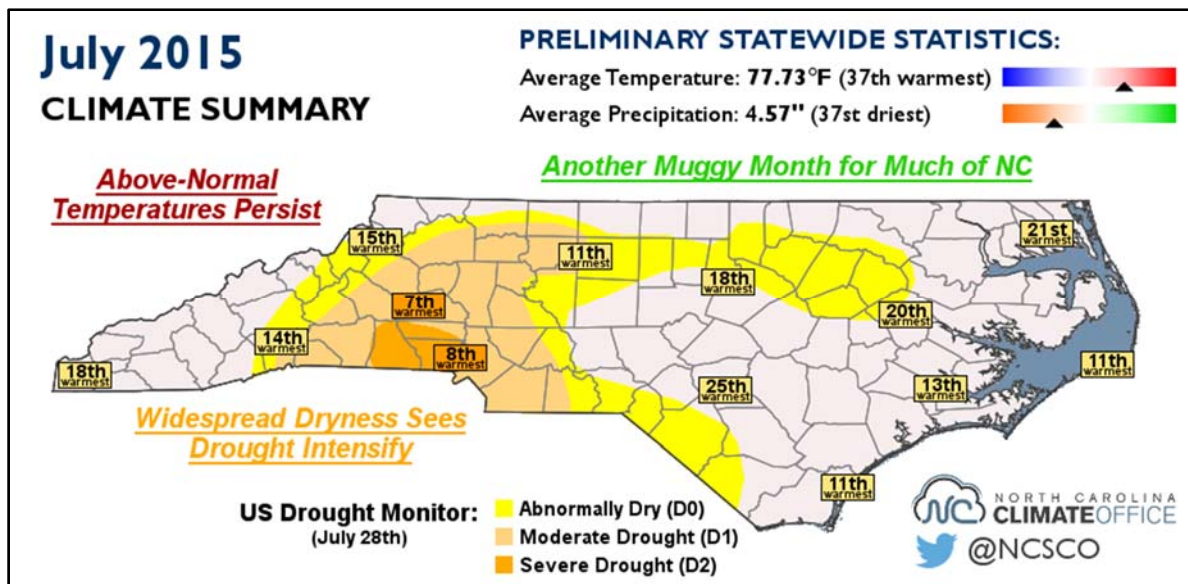 July 2015
CLIMATE SUMMARY
PRELIMINARY STATEWIDE STATISTICS:
Average Temperature: 77.73°F (37th warmest)
Average Precipitation: 4.57" (37st driest)
Above-Normal
Temperatures Persist
Another Muggy Month for Much of NC
15th
warmest
11th
warmest
21st
warmest
18th
warmest
7th
warmest
20th
warmest
14th
warmest
8th
warmest
18th
warmest
11th
warmest
25th
warmest
13th
warmest
11th
warmest
Widespread Dryness Sees
Drought Intensify
US Drought Monitor:
(July 28th)
Abnormally Dry (D0)
Moderate Drought (D1)
Severe Drought (D2)
NC
NORTH CAROLINA
CLIMATEOFFICE
@NCSCO